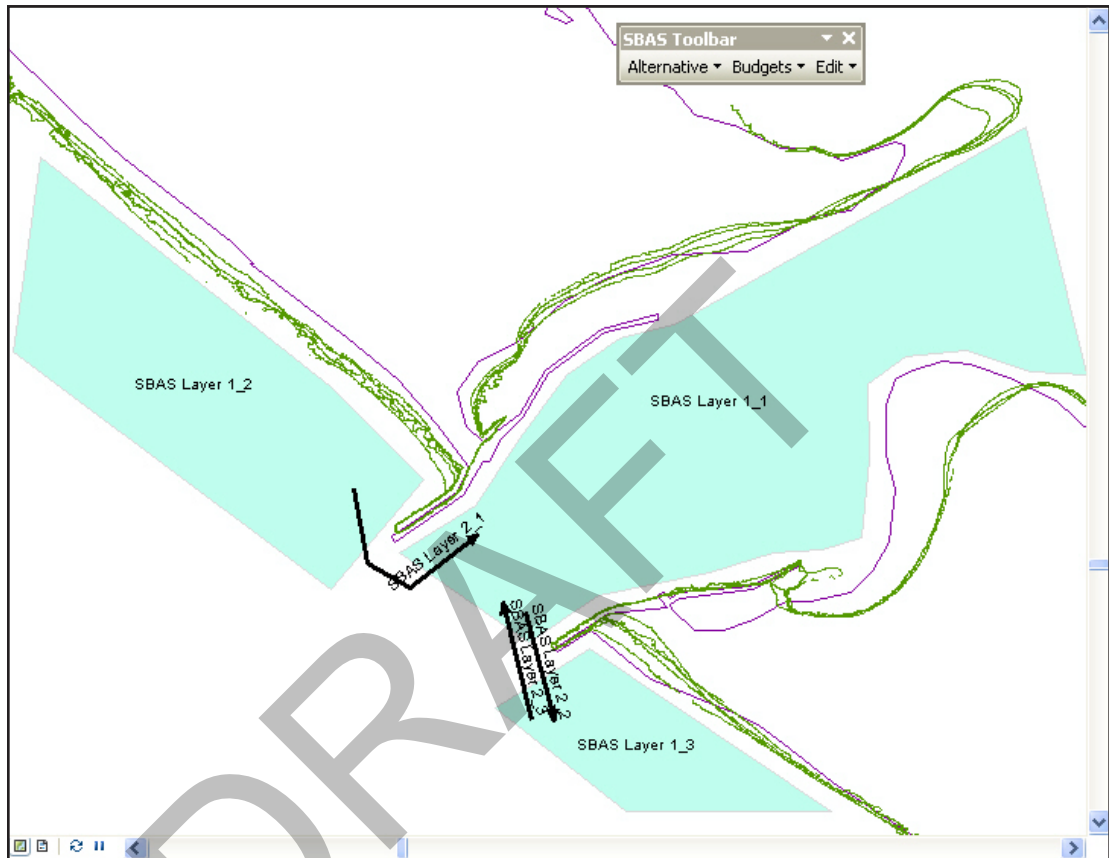 SBAS Toolbar
Alternative Budgets Edit
SBAS Layer 1_2
SBAS Layer 1_1
SBAS Layer 2_1
SBAS Layer 2_2
SBAS Layer 2_3
SBAS Layer 1_3
DRAFT